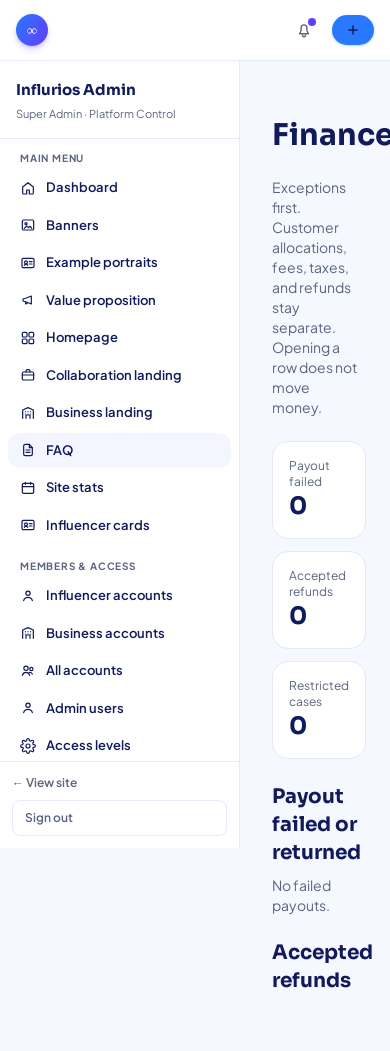 ∞
+
Influrios Admin
Super Admin · Platform Control
MAIN MENU
Dashboard
Banners
Example portraits
Value proposition
Homepage
Collaboration landing
Business landing
FAQ
Site stats
Influencer cards
MEMBERS & ACCESS
Influencer accounts
Business accounts
All accounts
Admin users
Access levels
← View site
Sign out
Finance
Exceptions
first.
Customer
allocations,
fees, taxes,
and refunds
stay
separate.
Opening a
row does not
move
money.
Payout
failed
0
Accepted
refunds
0
Restricted
cases
0
Payout
failed or
returned
No failed
payouts.
Accepted
refunds